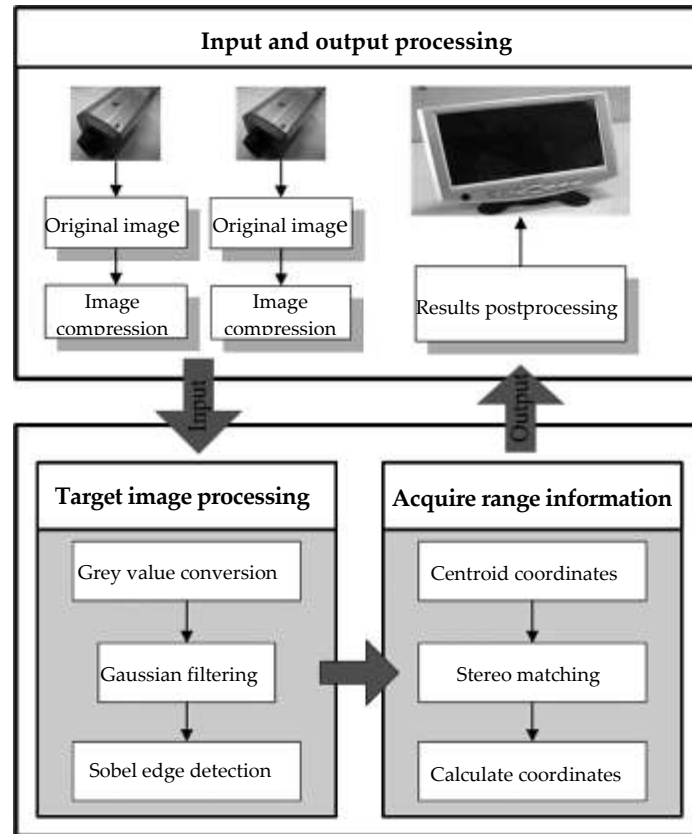 Input and output processing
Original image
Original image
Image
compression
Image
compression
Results postprocessing
Input
Output
Target image processing
Grey value conversion
Gaussian filtering
Sobel edge detection
Acquire range information
Centroid coordinates
Stereo matching
Calculate coordinates